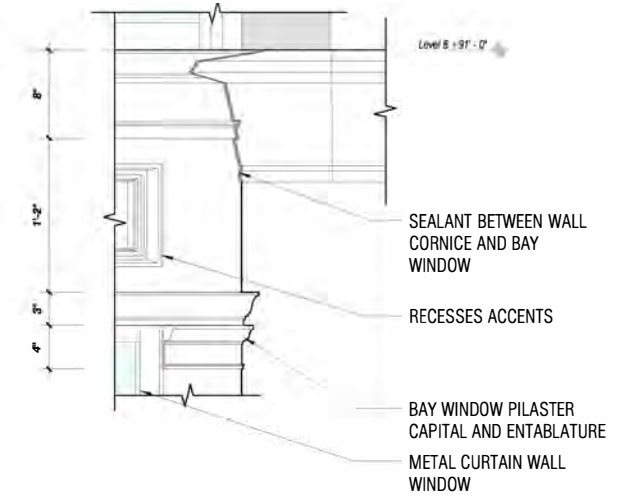 Level 8 +91' - 0"
8"
1'-2"
SEALANT BETWEEN WALL
CORNICE AND BAY
WINDOW
3"
RECESSES ACCENTS
4"
BAY WINDOW PILASTER
CAPITAL AND ENTABLATURE
METAL CURTAIN WALL
WINDOW